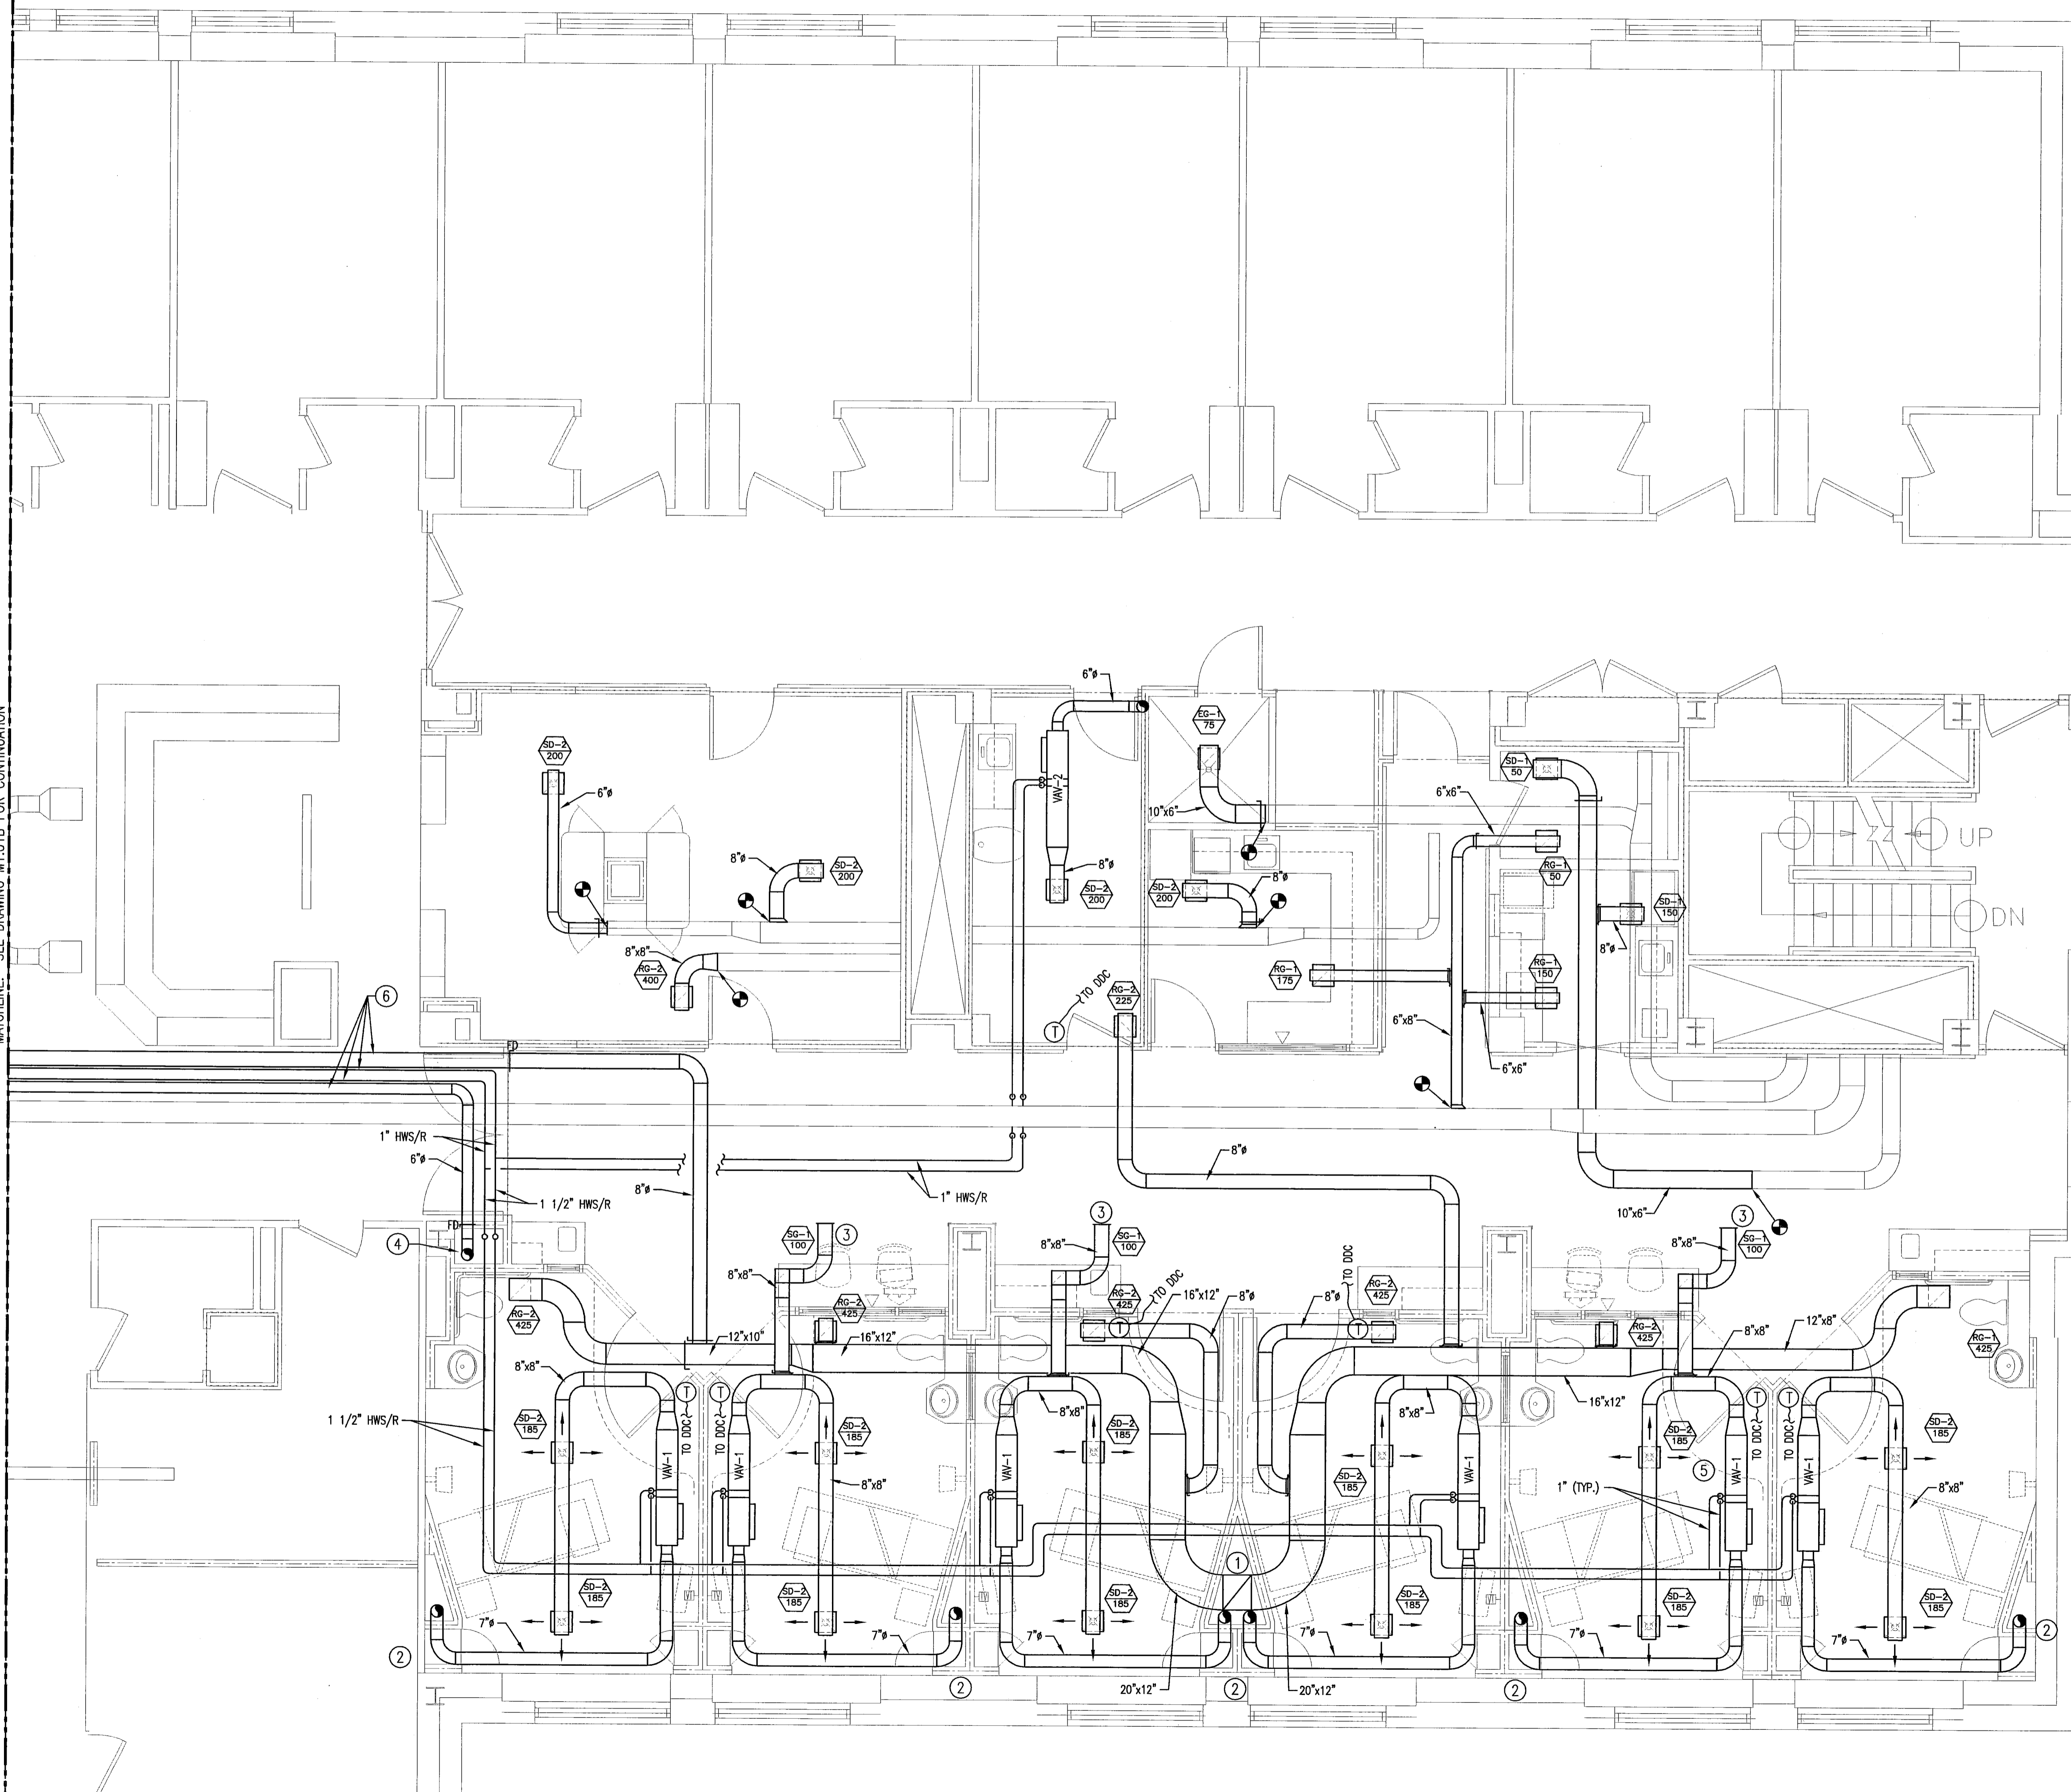 MATCHLINE: SEE DRAWING M1.01B FOR CONTINUATION
6"ø
EG-1
75
SD-2
200
6"ø
VAV-2
10"x6"
SD-1
50
6"x6"
UP
8"ø
SD-2
200
8"ø
SD-2
200
SD-2
200
8"ø
RG-1
50
SD-1
150
8"ø
DN
8"x8"
RG-2
400
TO DDC
T
RG-2
225
RG-1
175
RG-1
150
6"x8"
6"x6"
6
FD
1" HWS/R
6"ø
1 1/2" HWS/R
8"ø
1" HWS/R
8"ø
10"x6"
FD
4
SG-1
100
3
8"x8"
3
8"x8"
SG-1
100
3
8"x8"
SG-1
100
RG-2
425
12"x10"
RG-2
425
16"x12"
RG-2
425
T
TO DDC
16"x12"
8"ø
8"ø
TO DDC
T
RG-2
425
RG-2
425
8"x8"
12"x8"
RG-1
425
8"x8"
8"x8"
8"x8"
16"x12"
1 1/2" HWS/R
SD-2
185
VAV-1
T
TO DDC
T
TO DDC
VAV-1
SD-2
185
8"x8"
VAV-1
SD-2
185
SD-2
185
VAV-1
SD-2
185
5
VAV-1
T
TO DDC
T
TO DDC
VAV-1
SD-2
185
8"x8"
1" (TYP.)
1
SD-2
185
SD-2
185
SD-2
185
SD-2
185
SD-2
185
SD-2
185
7"ø
7"ø
7"ø
7"ø
7"ø
7"ø
2
2
20"x12"
2
20"x12"
2
2